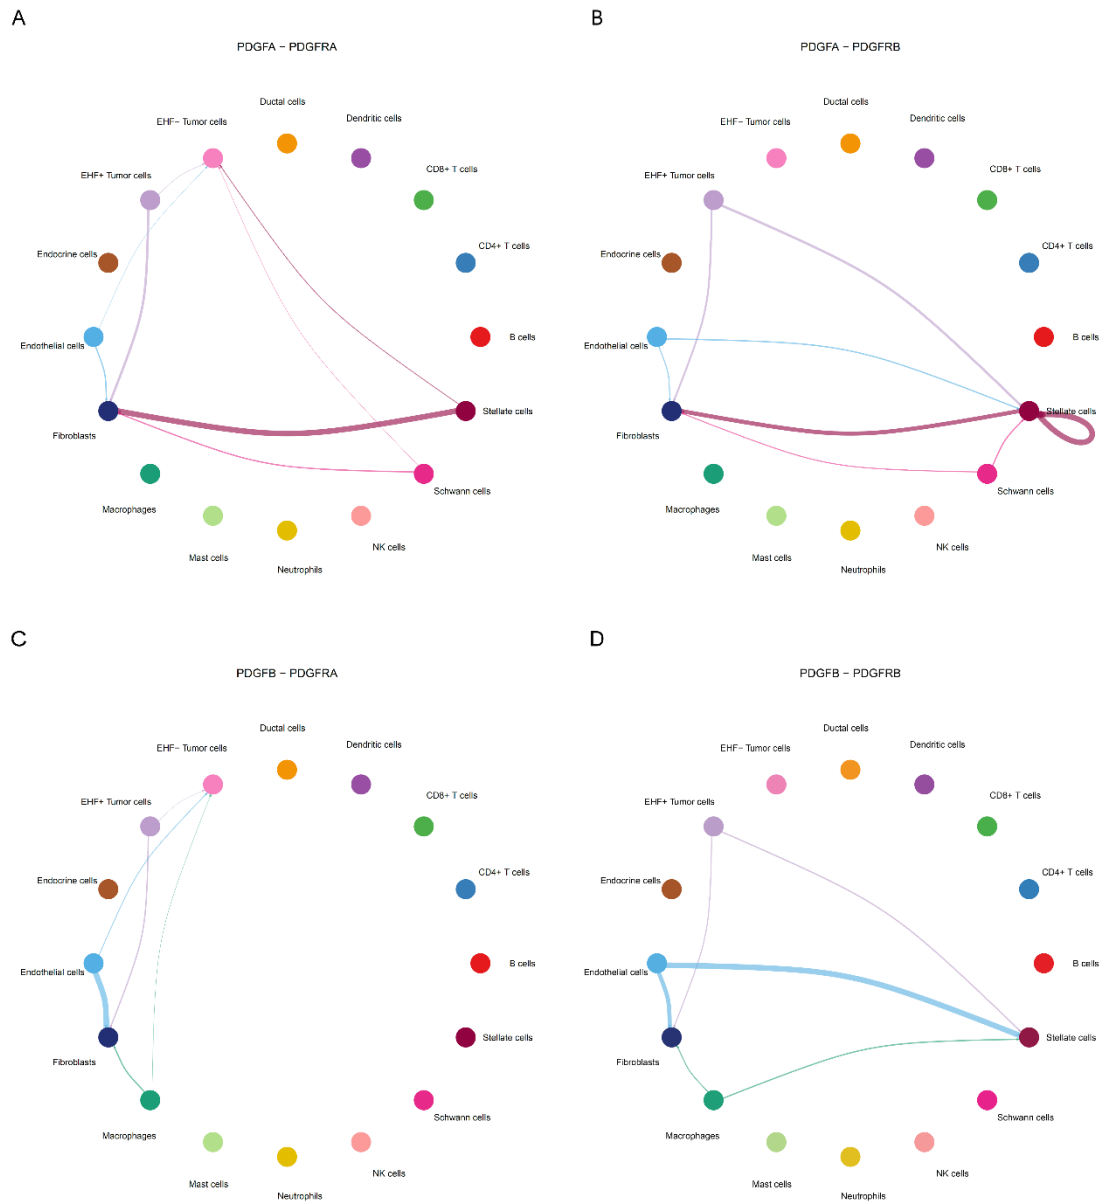 A
B
PDGFA − PDGFRA
PDGFA − PDGFRB
Ductal cells
EHF− Tumor cells
Dendritic cells
EHF+ Tumor cells
CD8+ T cells
Endocrine cells
CD4+ T cells
Endothelial cells
B cells
Fibroblasts
Stellate cells
Macrophages
Schwann cells
Mast cells
NK cells
Neutrophils
Ductal cells
EHF− Tumor cells
Dendritic cells
EHF+ Tumor cells
CD8+ T cells
Endocrine cells
CD4+ T cells
Endothelial cells
B cells
Fibroblasts
Stellate cells
Macrophages
Schwann cells
Mast cells
NK cells
Neutrophils
C
D
PDGFB − PDGFRA
PDGFB − PDGFRB
Ductal cells
EHF− Tumor cells
Dendritic cells
EHF+ Tumor cells
CD8+ T cells
Endocrine cells
CD4+ T cells
Endothelial cells
B cells
Fibroblasts
Stellate cells
Macrophages
Schwann cells
Mast cells
NK cells
Neutrophils
Ductal cells
EHF− Tumor cells
Dendritic cells
EHF+ Tumor cells
CD8+ T cells
Endocrine cells
CD4+ T cells
Endothelial cells
B cells
Fibroblasts
Stellate cells
Macrophages
Schwann cells
Mast cells
NK cells
Neutrophils